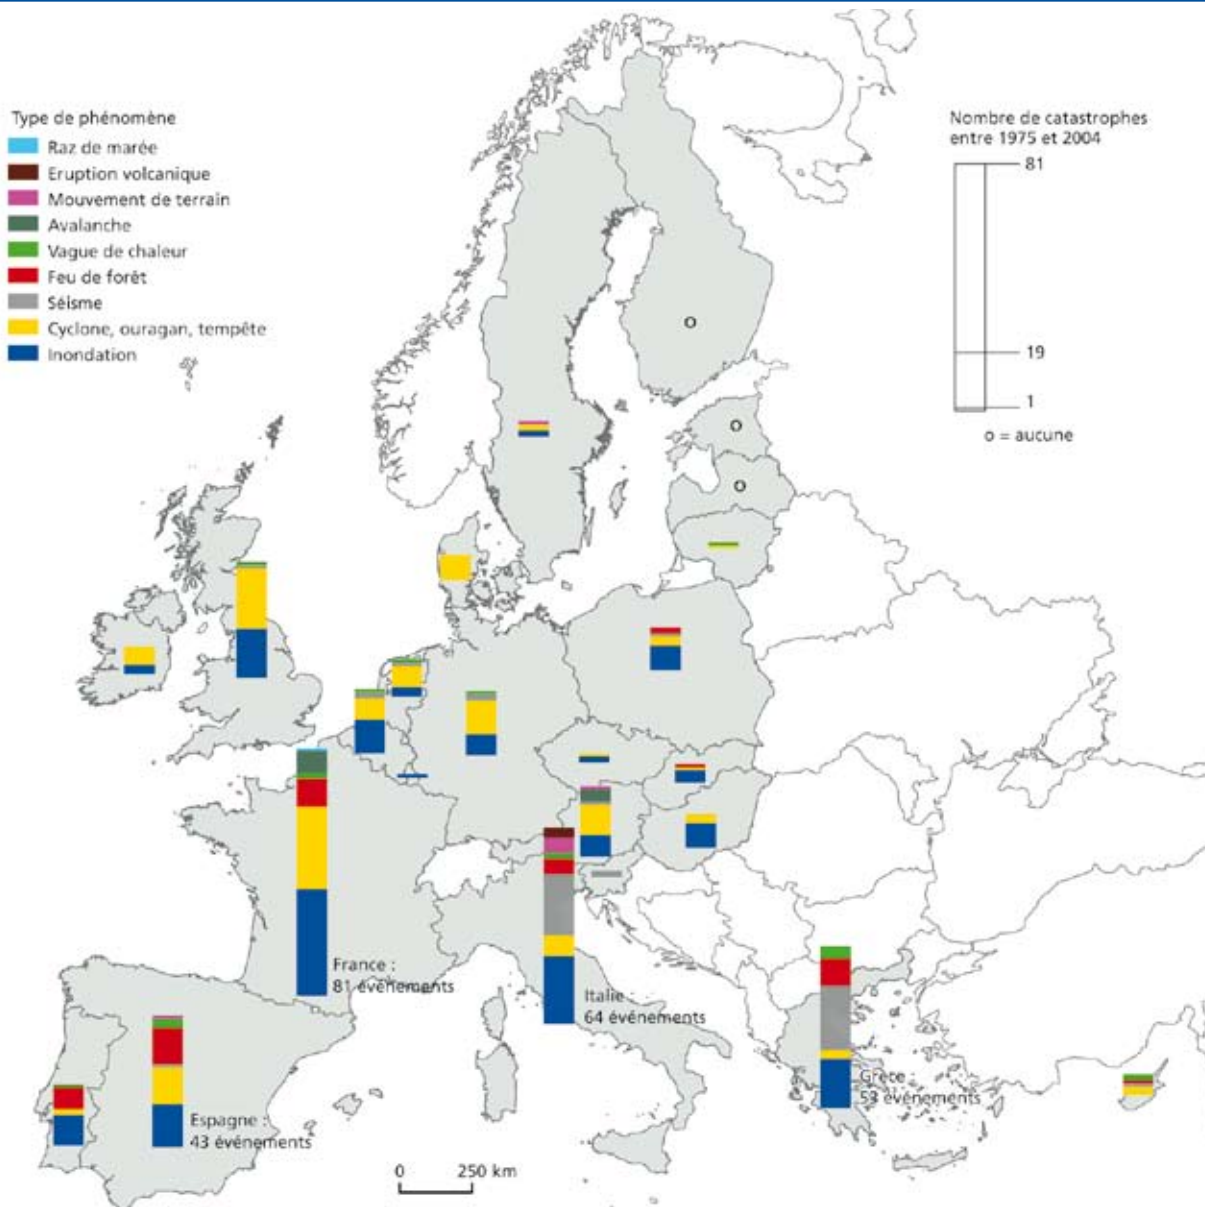 Type de phénomène
Raz de marée
Eruption volcanique
Mouvement de terrain
Avalanche
Vague de chaleur
Feu de forêt
Séisme
Cyclone, ouragan, tempête
Inondation
Nombre de catastrophes
entre 1975 et 2004
81
19
1
o = aucune
o
o
o
France :
81 événements
Italie :
64 événements
Grèce :
53 événements
Espagne :
43 événements
0 250 km